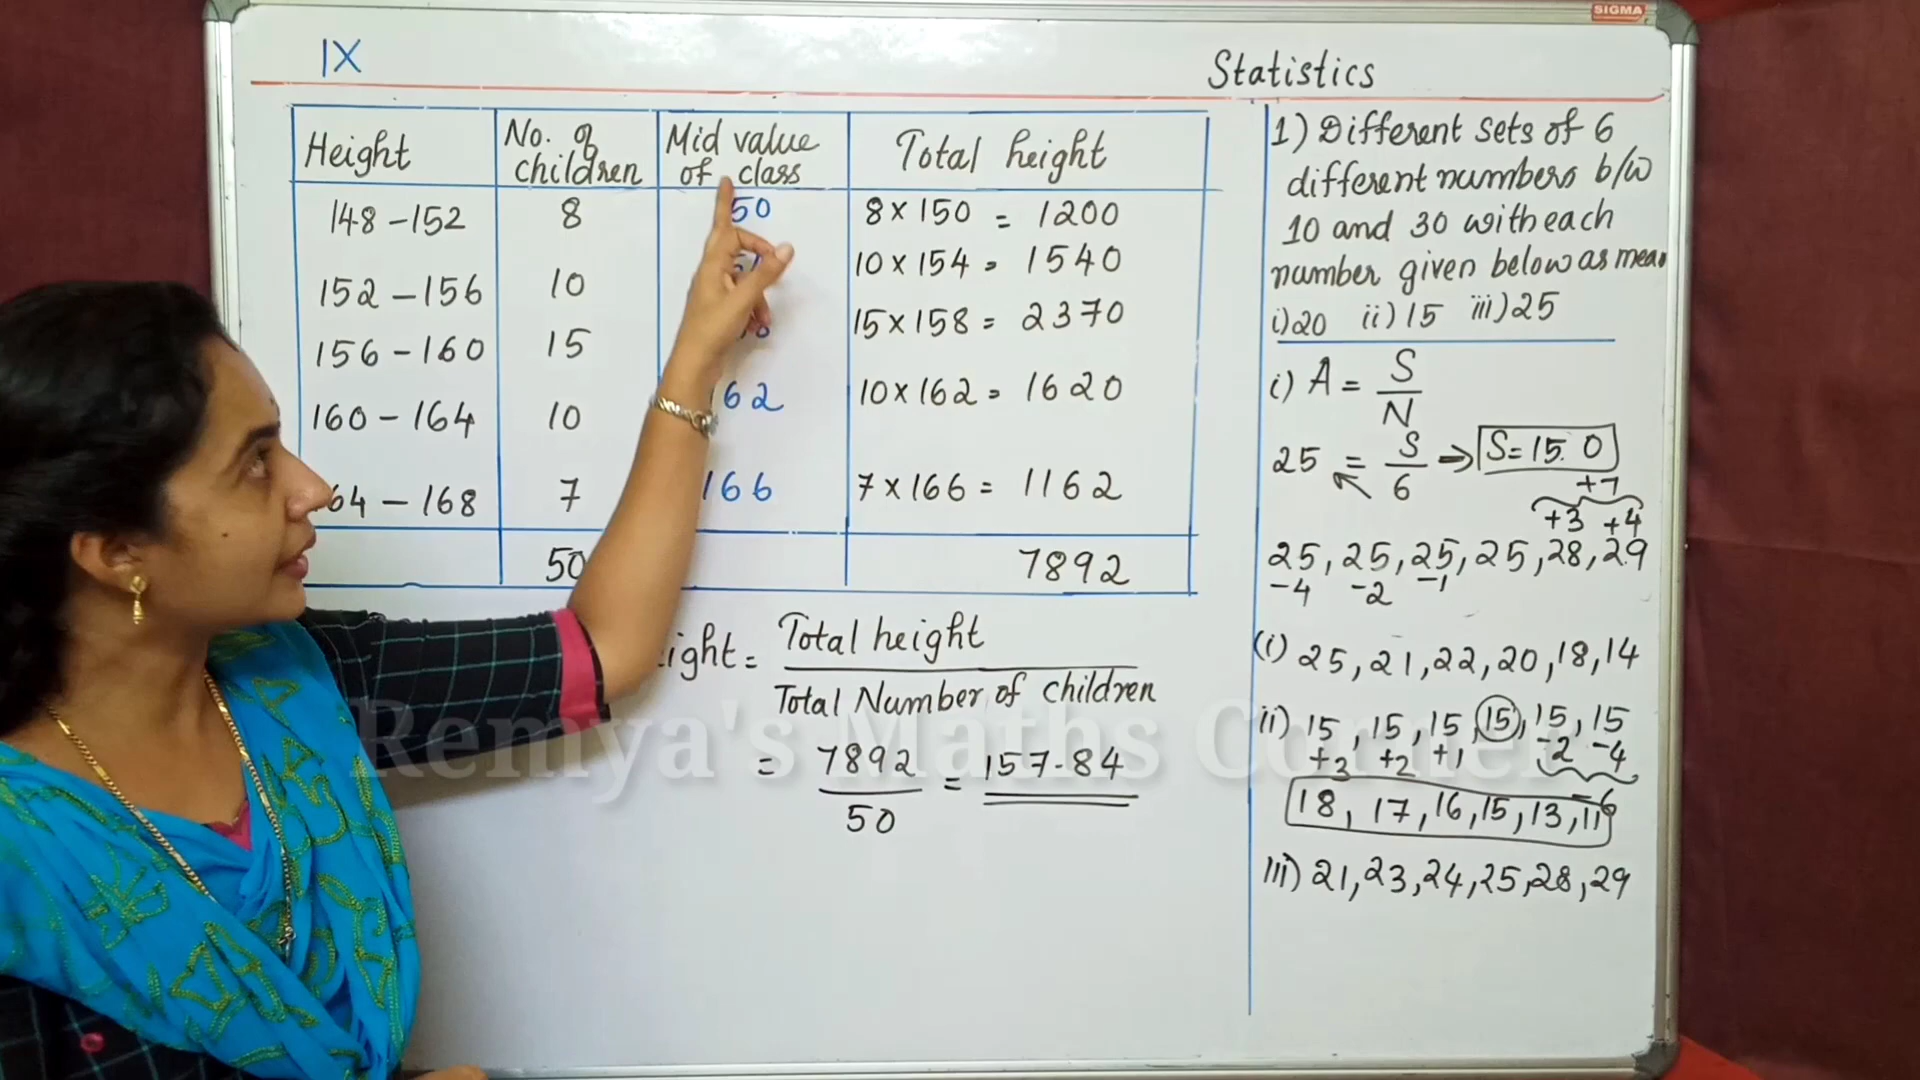 SIGMA
IX
Statistics
Height No. of children Mid value of class Total height
148 - 152 8 50 8 × 150 = 1200
152 - 156 10 10 × 154 = 1540
156 - 160 15 15 × 158 = 2370
160 - 164 10 162 10 × 162 = 1620
64 - 168 7 166 7 × 166 = 1162
50 7892
ight = Total height
Total Number of children
= 7892 = 157.84
50
1) Different sets of 6
different numbers b/w
10 and 30 with each
number given below as mean
i) 20 ii) 15 iii) 25
i) A = S
N
25 = S → S = 150
6
+7
+3 +4
25, 25, 25, 25, 28, 29
-4 -2 -1
(i) 25, 21, 22, 20, 18, 14
ii) 15, 15, 15, 15, 15, 15
+3 +2 +1 -2 -4
-6
18, 17, 16, 15, 13, 11
iii) 21, 23, 24, 25, 28, 29
Remya's Maths Corner